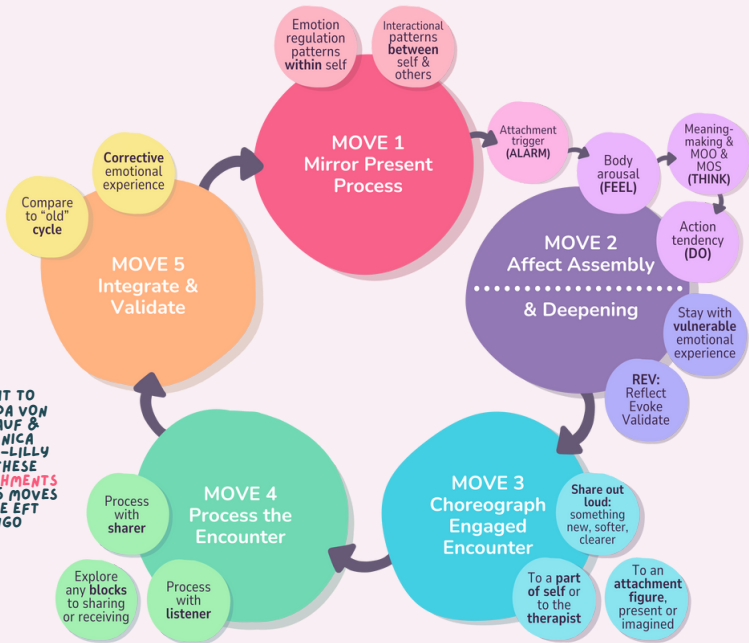 Emotion
regulation
patterns
within self
Interactional
patterns
between
self &
others
MOVE 1
Mirror Present
Process
Attachment
trigger
(ALARM)
Body
arousal
(FEEL)
Meaning-
making &
MOO &
MOS
(THINK)
Action
tendency
(DO)
MOVE 2
Affect Assembly
& Deepening
Stay with
vulnerable
emotional
experience
REV:
Reflect
Evoke
Validate
MOVE 3
Choreograph
Engaged
Encounter
Share out
loud:
something
new, softer,
clearer
To a part
of self or
to the
therapist
To an
attachment
figure,
present or
imagined
MOVE 4
Process the
Encounter
Process
with
sharer
Explore
any blocks
to sharing
or receiving
Process
with
listener
MOVE 5
Integrate &
Validate
Corrective
emotional
experience
Compare
to "old"
cycle
TO
VON
&
-LILLY
MOVES
EFT